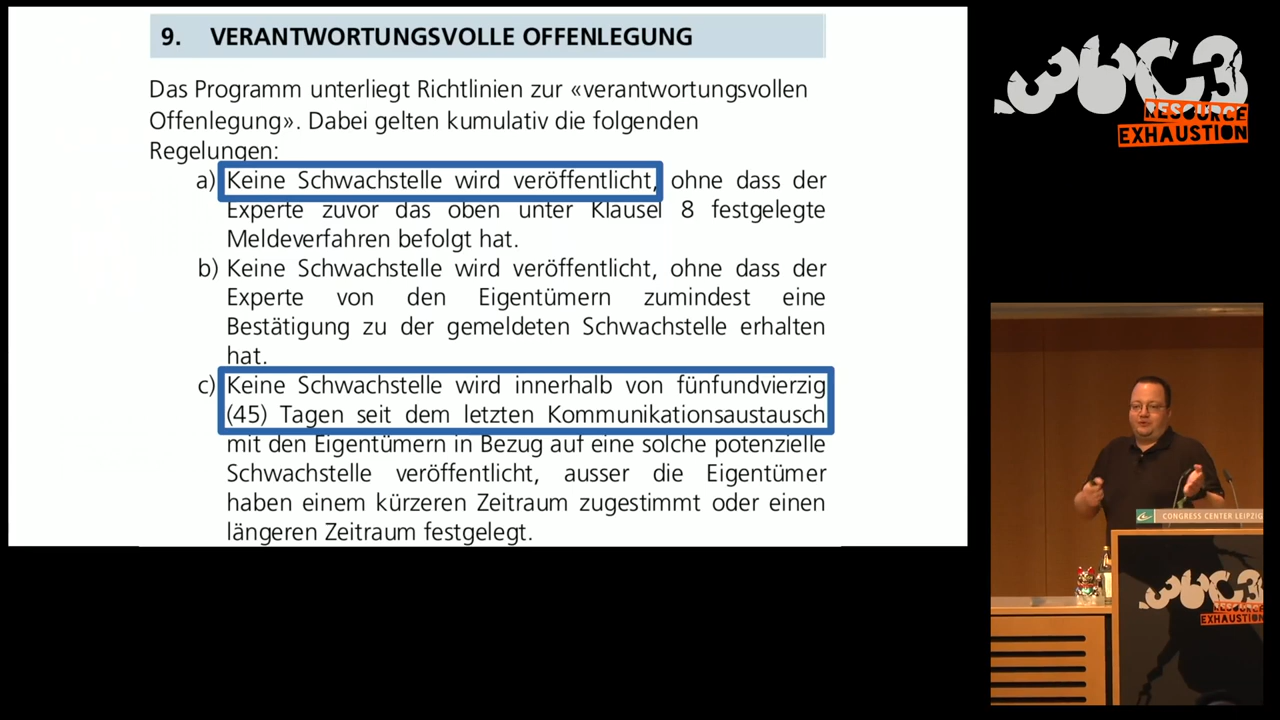 9. VERANTWORTUNGSVOLLE OFFENLEGUNG
Das Programm unterliegt Richtlinien zur «verantwortungsvollen
Offenlegung». Dabei gelten kumulativ die folgenden
Regelungen:
a) Keine Schwachstelle wird veröffentlicht, ohne dass der
Experte zuvor das oben unter Klausel 8 festgelegte
Meldeverfahren befolgt hat.
b) Keine Schwachstelle wird veröffentlicht, ohne dass der
Experte von den Eigentümern zumindest eine
Bestätigung zu der gemeldeten Schwachstelle erhalten
hat.
c) Keine Schwachstelle wird innerhalb von fünfundvierzig
(45) Tagen seit dem letzten Kommunikationsaustausch
mit den Eigentümern in Bezug auf eine solche potenzielle
Schwachstelle veröffentlicht, ausser die Eigentümer
haben einem kürzeren Zeitraum zugestimmt oder einen
längeren Zeitraum festgelegt.
36C3
RESOURCE
EXHAUSTION
CONGRESS CENTER LEIPZIG
36C3
RESOURCE
EXHAUSTION